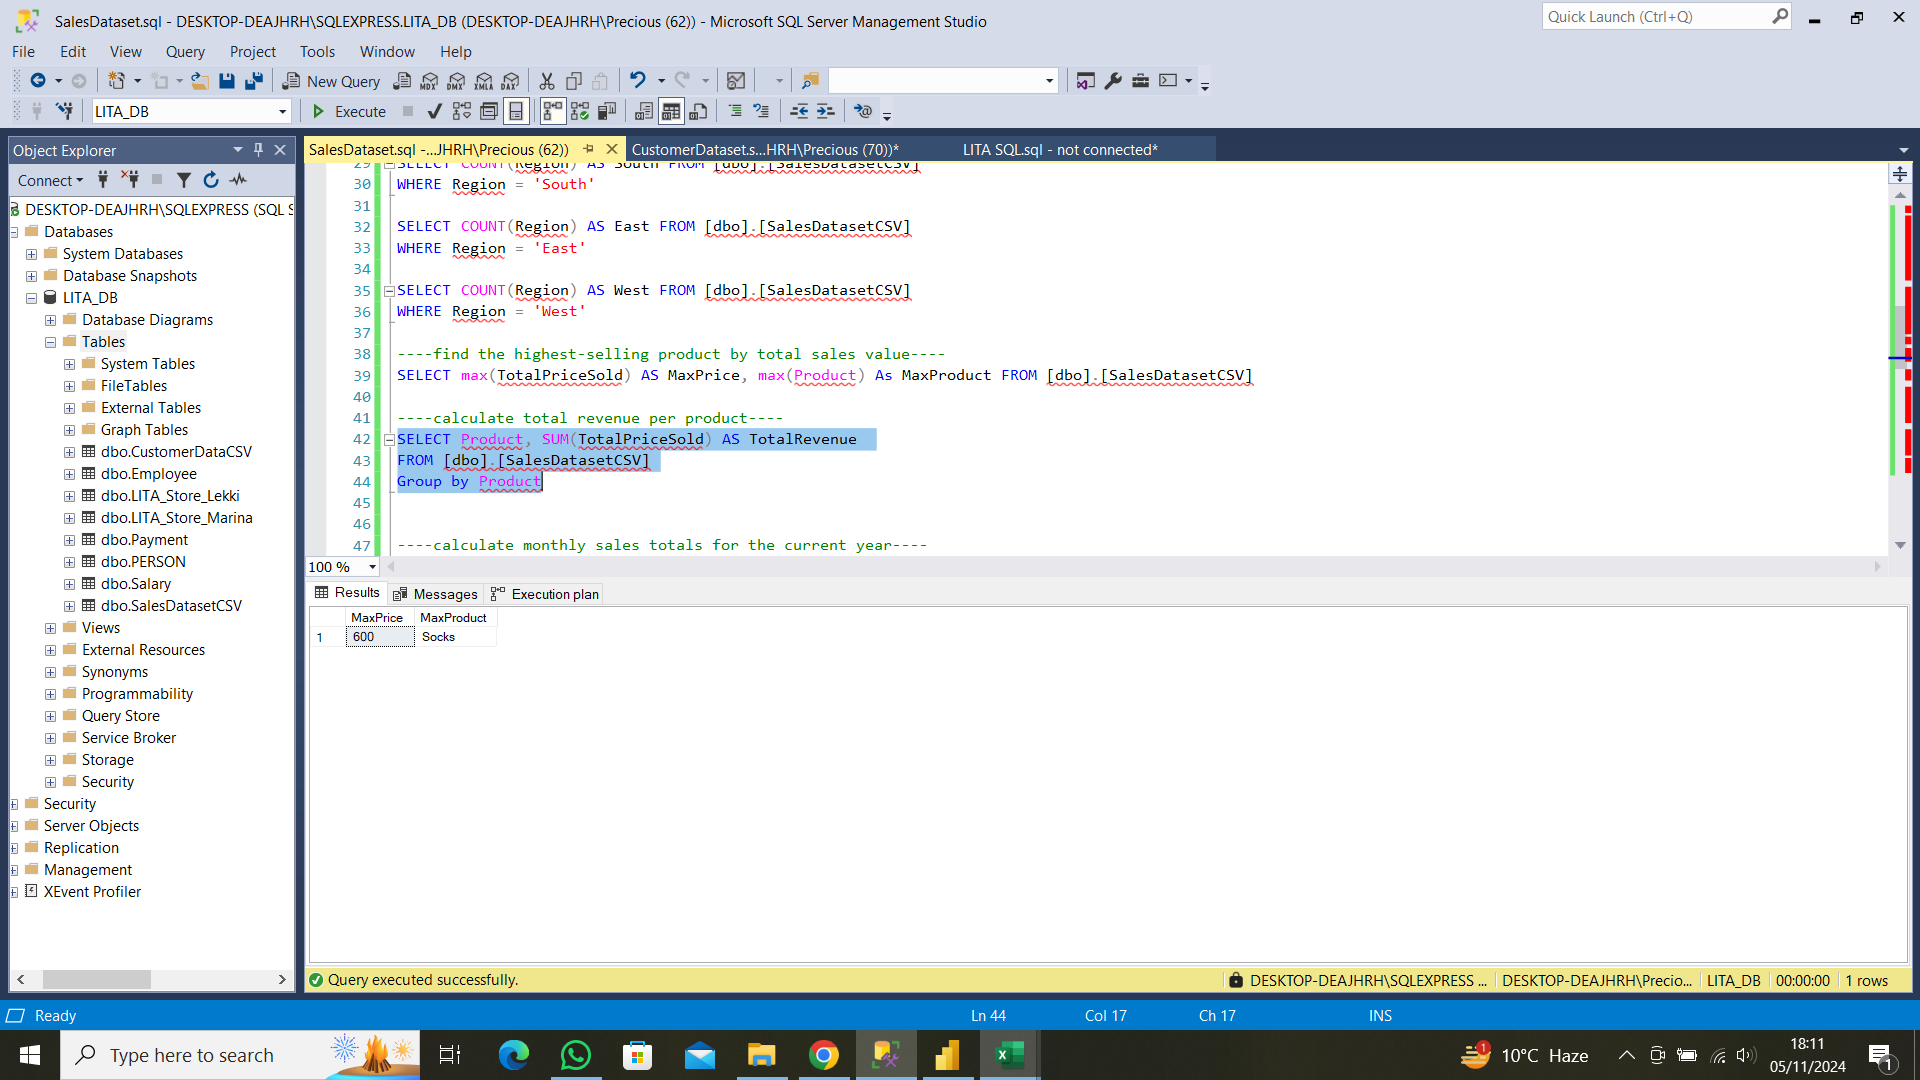 SalesDataset.sql - DESKTOP-DEAJHRH\SQLEXPRESS.LITA_DB (DESKTOP-DEAJHRH\Precious (62)) - Microsoft SQL Server Management Studio
Quick Launch (Ctrl+Q)
File Edit View Query Project Tools Window Help
New Query MDX DMX XMLA DAX
LITA_DB Execute
Object Explorer
SalesDataset.sql -...JHRH\Precious (62)) CustomerDataset.s...HRH\Precious (70))* LITA SQL.sql - not connected*
Connect
DESKTOP-DEAJHRH\SQLEXPRESS (SQL S
Databases
System Databases
Database Snapshots
LITA_DB
Database Diagrams
Tables
System Tables
FileTables
External Tables
Graph Tables
dbo.CustomerDataCSV
dbo.Employee
dbo.LITA_Store_Lekki
dbo.LITA_Store_Marina
dbo.Payment
dbo.PERSON
dbo.Salary
dbo.SalesDatasetCSV
Views
External Resources
Synonyms
Programmability
Query Store
Service Broker
Storage
Security
Security
Server Objects
Replication
Management
XEvent Profiler
29 SELECT COUNT(Region) AS South FROM [dbo].[SalesDatasetCSV]
30 WHERE Region = 'South'
31
32 SELECT COUNT(Region) AS East FROM [dbo].[SalesDatasetCSV]
33 WHERE Region = 'East'
34
35 SELECT COUNT(Region) AS West FROM [dbo].[SalesDatasetCSV]
36 WHERE Region = 'West'
37
38 ----find the highest-selling product by total sales value----
39 SELECT max(TotalPriceSold) AS MaxPrice, max(Product) As MaxProduct FROM [dbo].[SalesDatasetCSV]
40
41 ----calculate total revenue per product----
42 SELECT Product, SUM(TotalPriceSold) AS TotalRevenue
43 FROM [dbo].[SalesDatasetCSV]
44 Group by Product
45
46
47 ----calculate monthly sales totals for the current year----
100 %
Results Messages Execution plan
MaxPrice MaxProduct
1 600 Socks
Query executed successfully. DESKTOP-DEAJHRH\SQLEXPRESS ... DESKTOP-DEAJHRH\Precio... LITA_DB 00:00:00 1 rows
Ready Ln 44 Col 17 Ch 17 INS
Type here to search
1 10°C Haze
18:11
05/11/2024
1